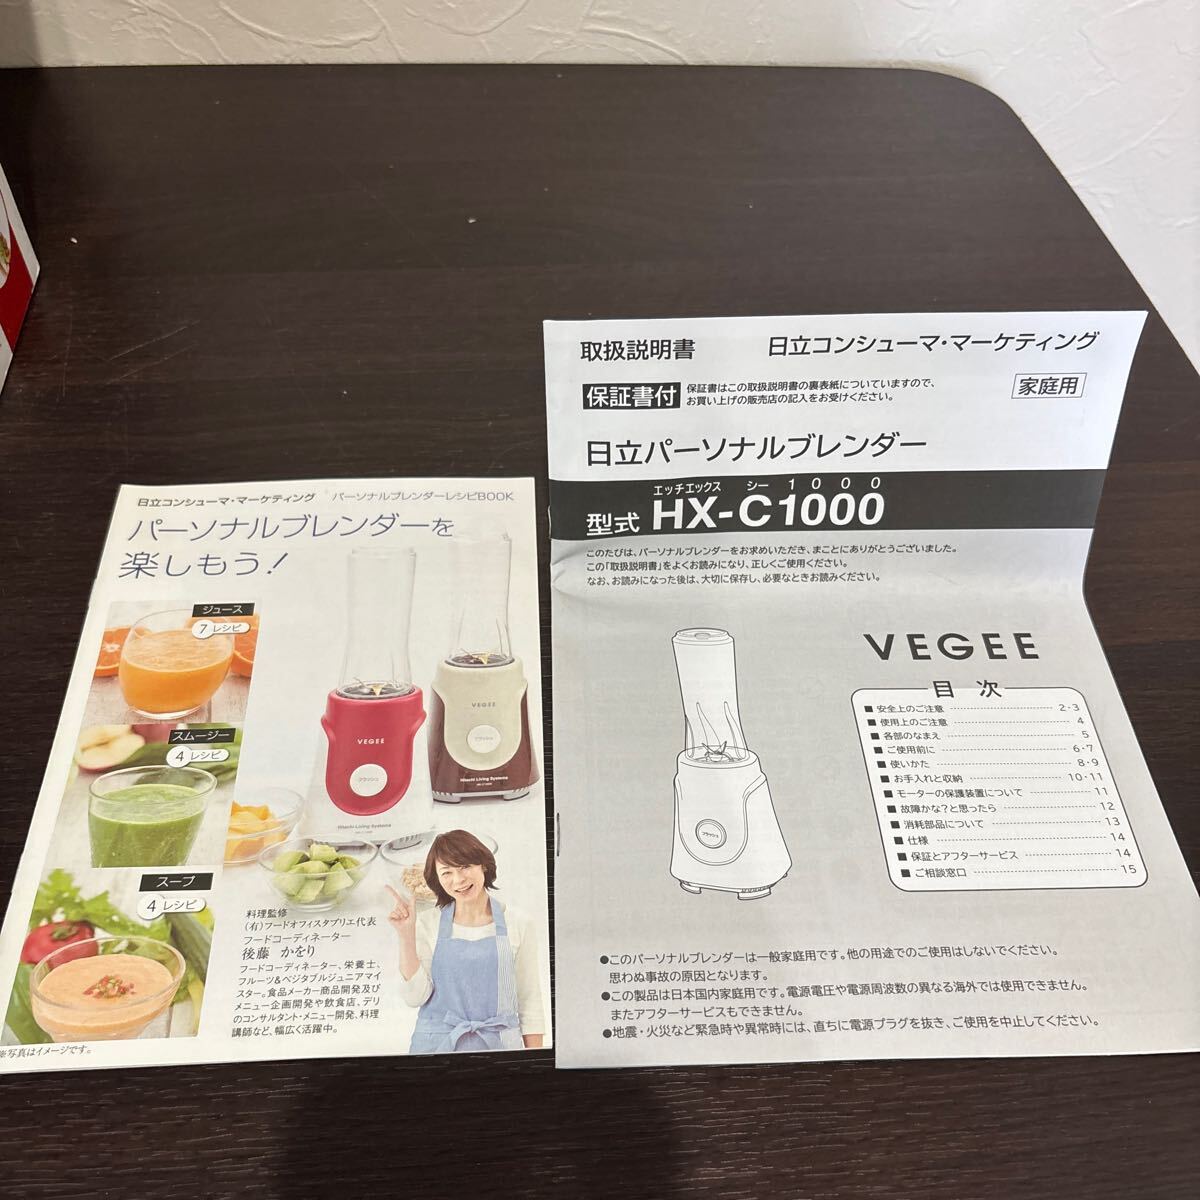 日立コンシューマ・マーケティング パーソナルブレンダーレシピBOOK
パーソナルブレンダーを
楽しもう！
ジュース
7 レシピ
スムージー
4 レシピ
スープ
4 レシピ
VEGEE
フラッシュ
Hitachi Living Systems
VEGEE
フラッシュ
Hitachi Living Systems
料理監修
(有)フードオフィスタブリエ代表
フードコーディネーター
後藤 かをり
フードコーディネーター、栄養士、
フルーツ&ベジタブルジュニアマイ
スター。食品メーカー商品開発及び
メニュー企画開発や飲食店、デリ
のコンサルタント・メニュー開発、料理
講師など、幅広く活躍中。
※写真はイメージです。
取扱説明書
日立コンシューマ・マーケティング
保証書付
保証書はこの取扱説明書の裏表紙についていますので、
お買い上げの販売店の記入をお受けください。
家庭用
日立パーソナルブレンダー
エッチエックス シー 1 0 0 0
型式 HX-C1000
このたびは、パーソナルブレンダーをお求めいただき、まことにありがとうございました。
この「取扱説明書」をよくお読みになり、正しくご使用ください。
なお、お読みになった後は、大切に保存し、必要なときお読みください。
フラッシュ
VEGEE
目 次
■ 安全上のご注意 2・3
■ 使用上のご注意 4
■ 各部のなまえ 5
■ ご使用前に 6・7
■ 使いかた 8・9
■ お手入れと収納 10・11
■ モーターの保護装置について 11
■ 故障かな?と思ったら 12
■ 消耗部品について 13
■ 仕様 14
■ 保証とアフターサービス 14
■ ご相談窓口 15
●このパーソナルブレンダーは一般家庭用です。他の用途でのご使用はしないでください。
思わぬ事故の原因となります。
●この製品は日本国内家庭用です。電源電圧や電源周波数の異なる海外では使用できません。
またアフターサービスもできません。
●地震・火災など緊急時や異常時には、直ちに電源プラグを抜き、ご使用を中止してください。